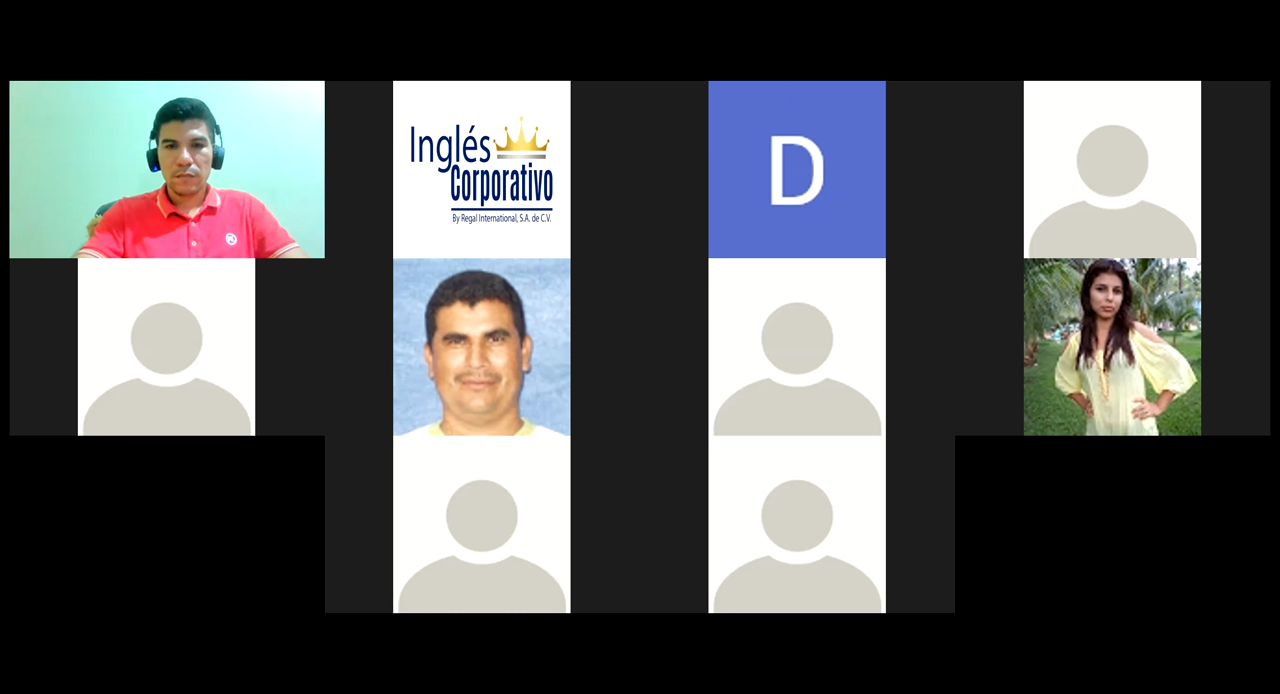 Inglés
Corporativo
By Regal International, S.A. de C.V.
D